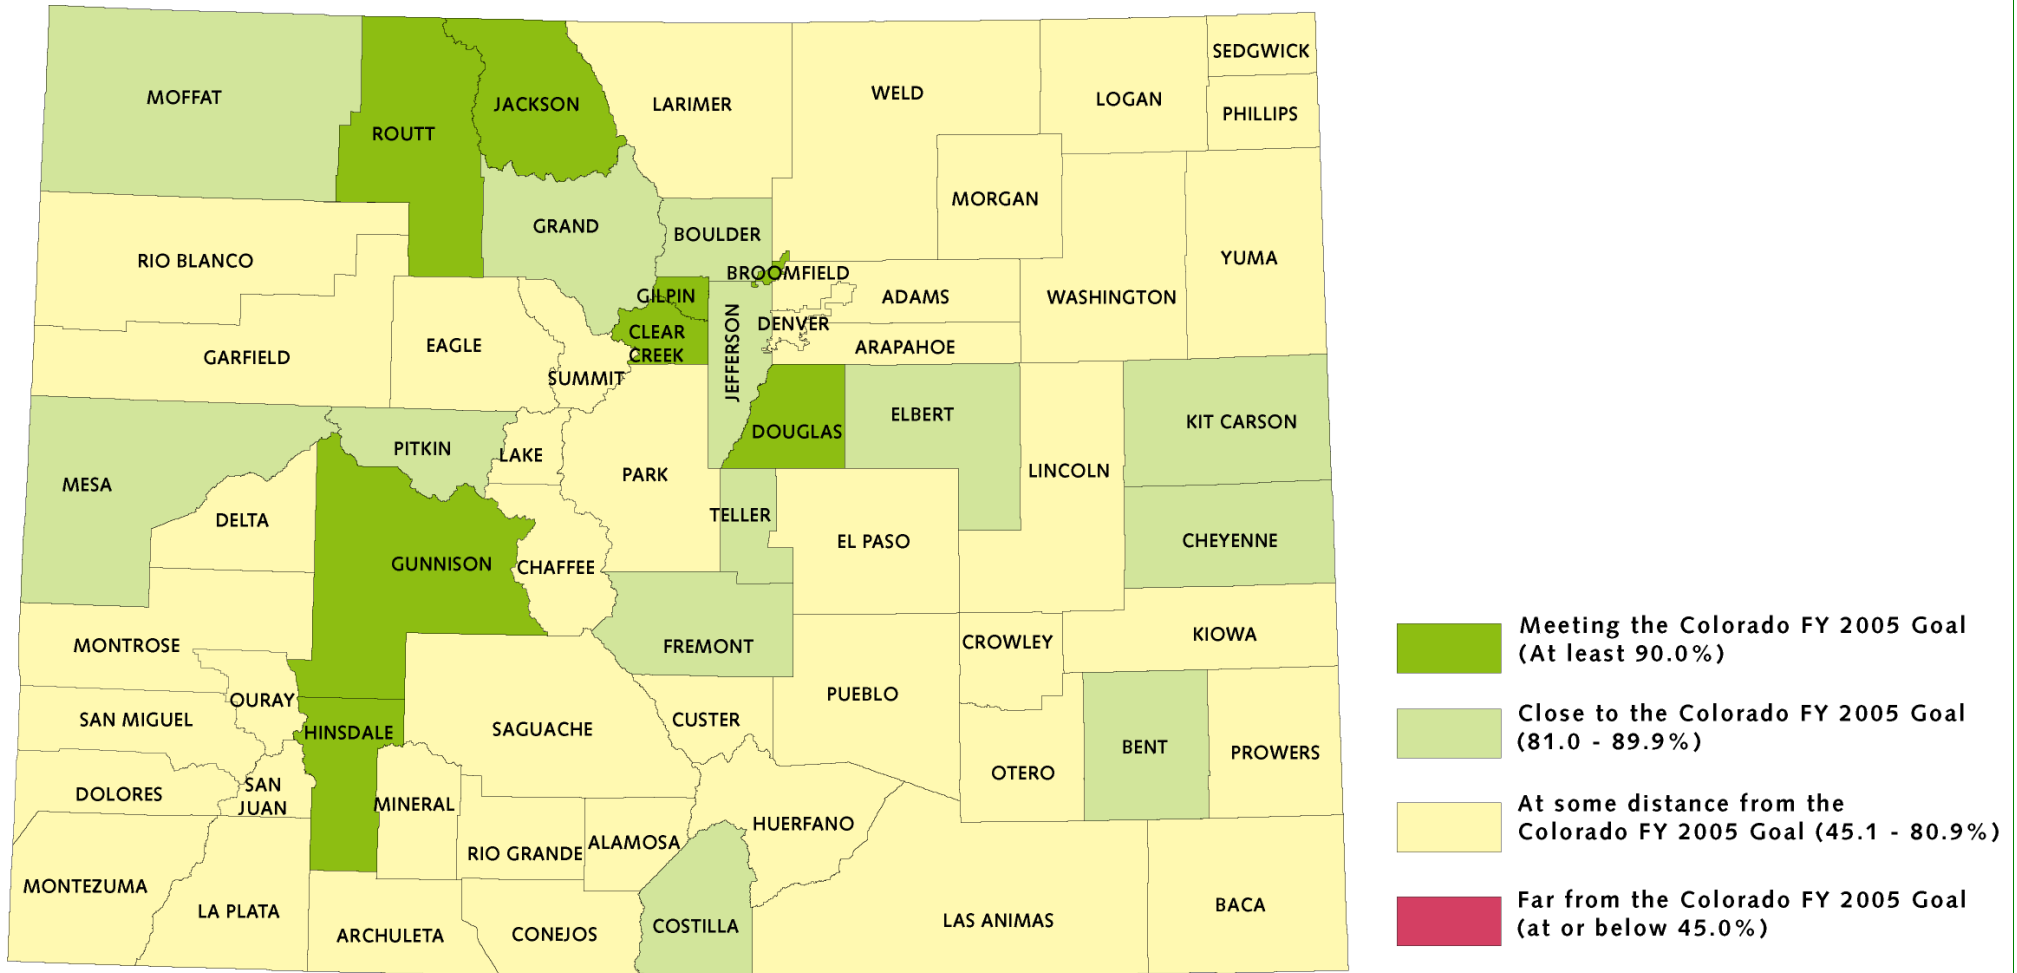 SEDGWICK
MOFFAT
JACKSON
LARIMER
WELD
LOGAN
PHILLIPS
ROUTT
MORGAN
GRAND
BOULDER
RIO BLANCO
YUMA
BROOMFIELD
GILPIN
ADAMS
WASHINGTON
CLEAR
CREEK
JEFFERSON
DENVER
GARFIELD
EAGLE
ARAPAHOE
SUMMIT
ELBERT
KIT CARSON
DOUGLAS
PITKIN
LAKE
PARK
LINCOLN
MESA
DELTA
TELLER
EL PASO
CHEYENNE
GUNNISON
CHAFFEE
MONTROSE
FREMONT
CROWLEY
KIOWA
OURAY
PUEBLO
SAN MIGUEL
HINSDALE
SAGUACHE
CUSTER
BENT
PROWERS
OTERO
DOLORES
SAN
JUAN
MINERAL
HUERFANO
RIO GRANDE
ALAMOSA
MONTEZUMA
LA PLATA
ARCHULETA
CONEJOS
COSTILLA
LAS ANIMAS
BACA
Meeting the Colorado FY 2005 Goal
(At least 90.0%)
Close to the Colorado FY 2005 Goal
(81.0 - 89.9%)
At some distance from the
Colorado FY 2005 Goal (45.1 - 80.9%)
Far from the Colorado FY 2005 Goal
(at or below 45.0%)